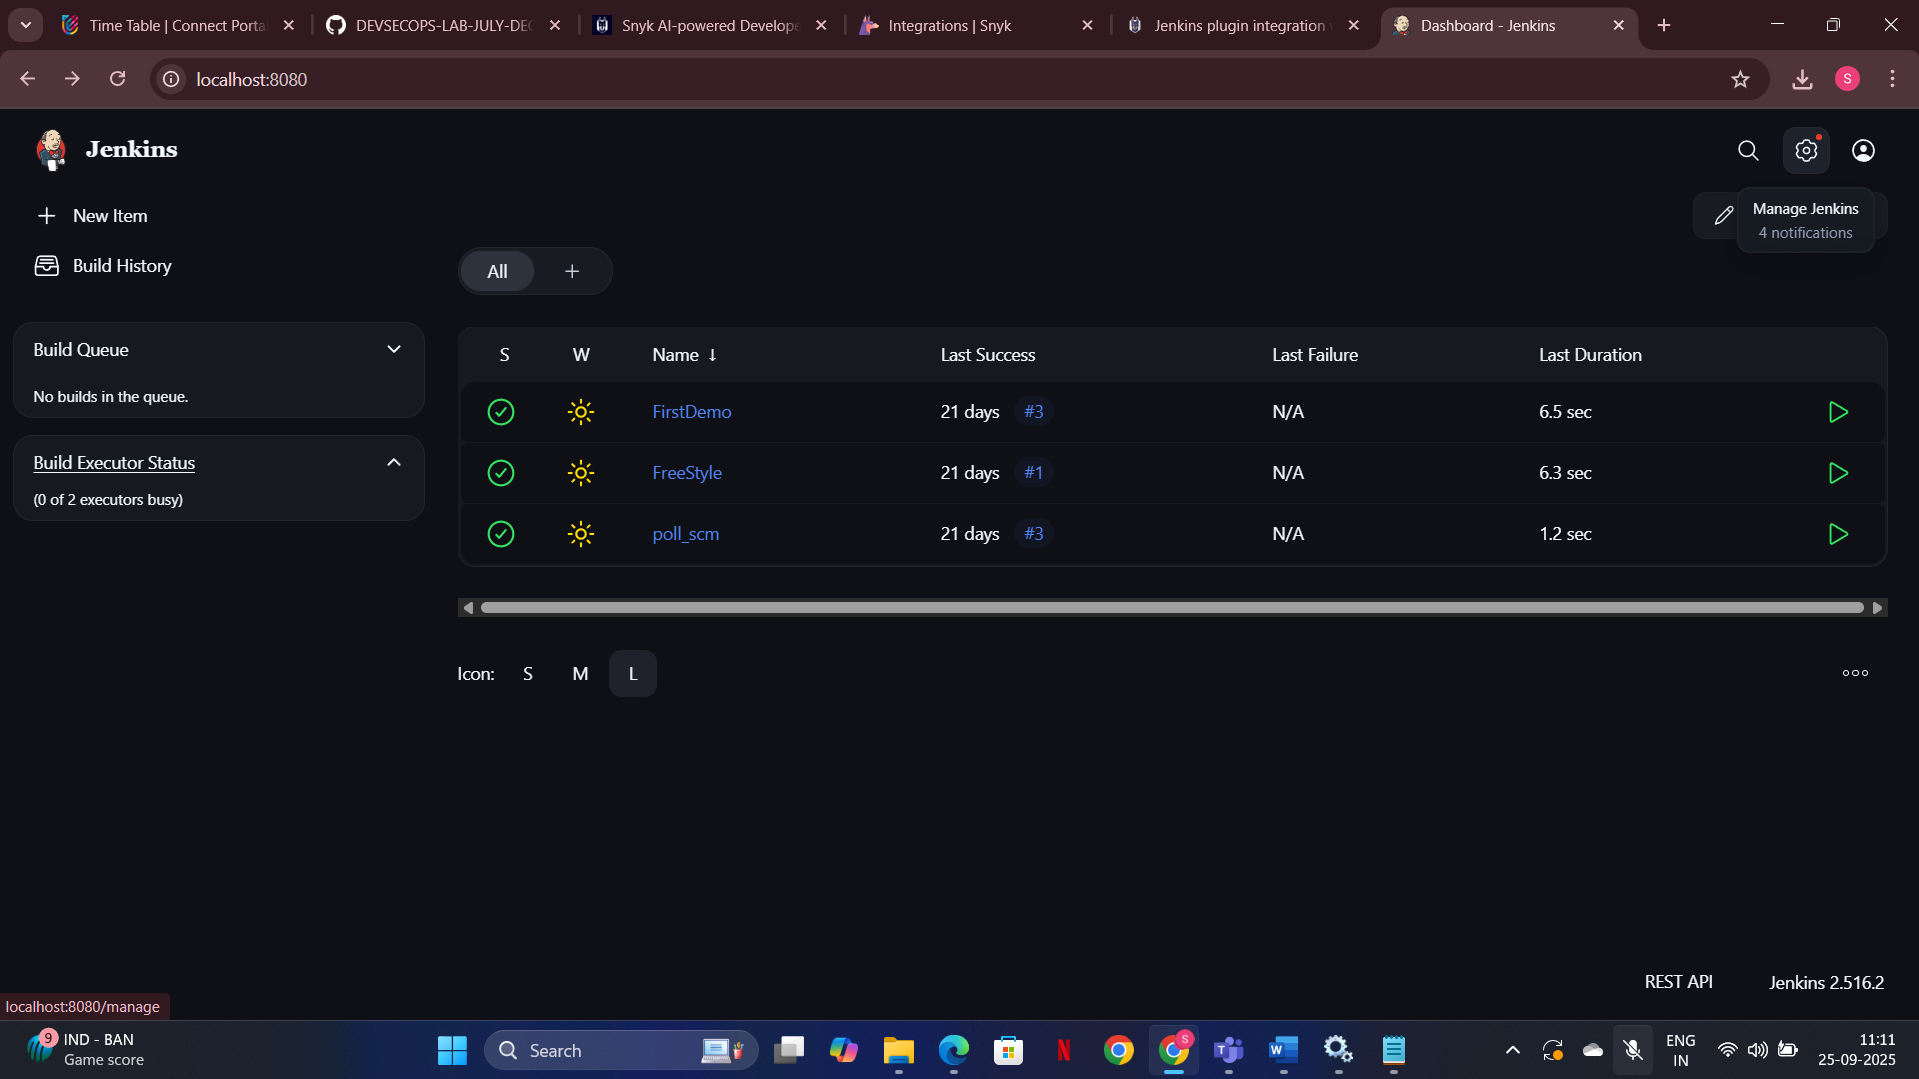 Time Table | Connect Porta
DEVSECOPS-LAB-JULY-DEC
Snyk AI-powered Develope
Integrations | Snyk
Jenkins plugin integration
Dashboard - Jenkins
localhost:8080
S
Jenkins
New Item
Build History
Manage Jenkins
4 notifications
All
Build Queue
No builds in the queue.
Build Executor Status
(0 of 2 executors busy)
S W Name ↓ Last Success Last Failure Last Duration
FirstDemo 21 days #3 N/A 6.5 sec
FreeStyle 21 days #1 N/A 6.3 sec
poll_scm 21 days #3 N/A 1.2 sec
Icon: S M L
REST API Jenkins 2.516.2
localhost:8080/manage
9
IND - BAN
Game score
Search
S
ENG
IN
11:11
25-09-2025